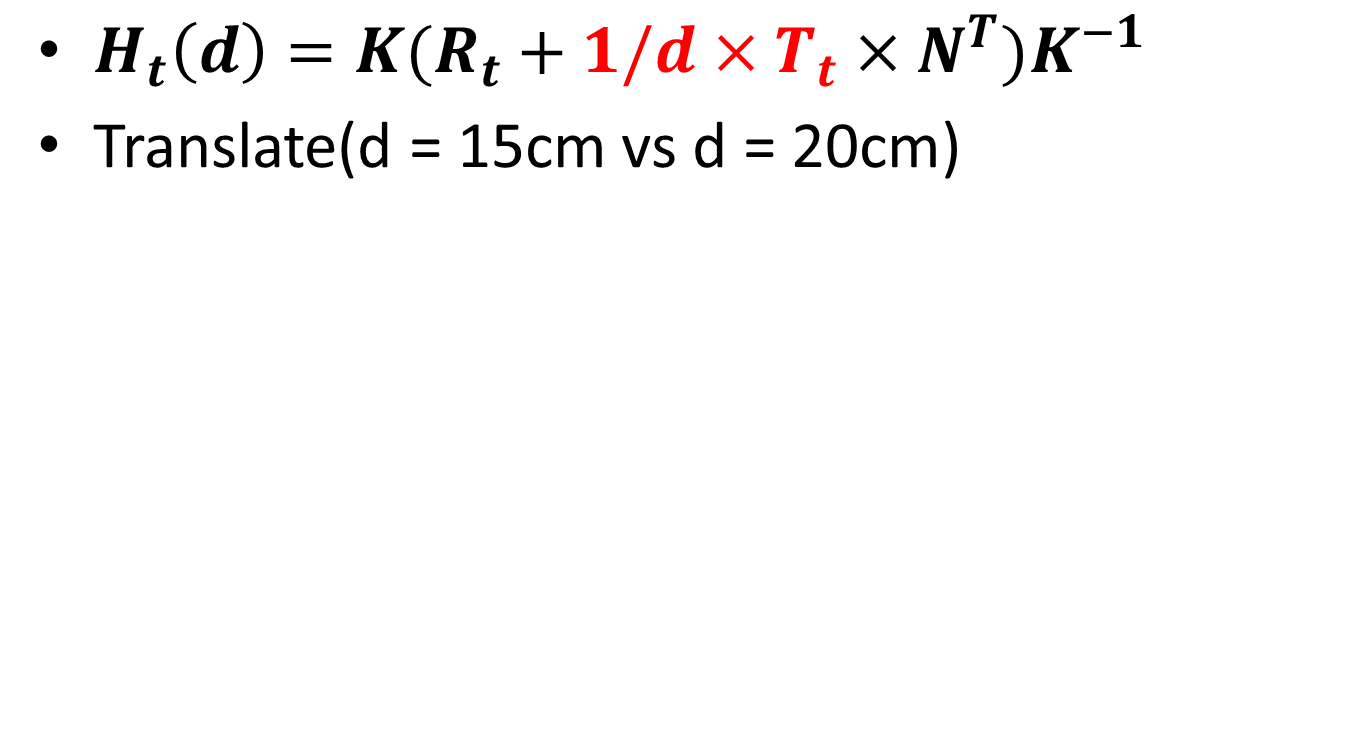 • H_t(d) = K(R_t + 1/d × T_t × N^T)K^−1
• Translate(d = 15cm vs d = 20cm)